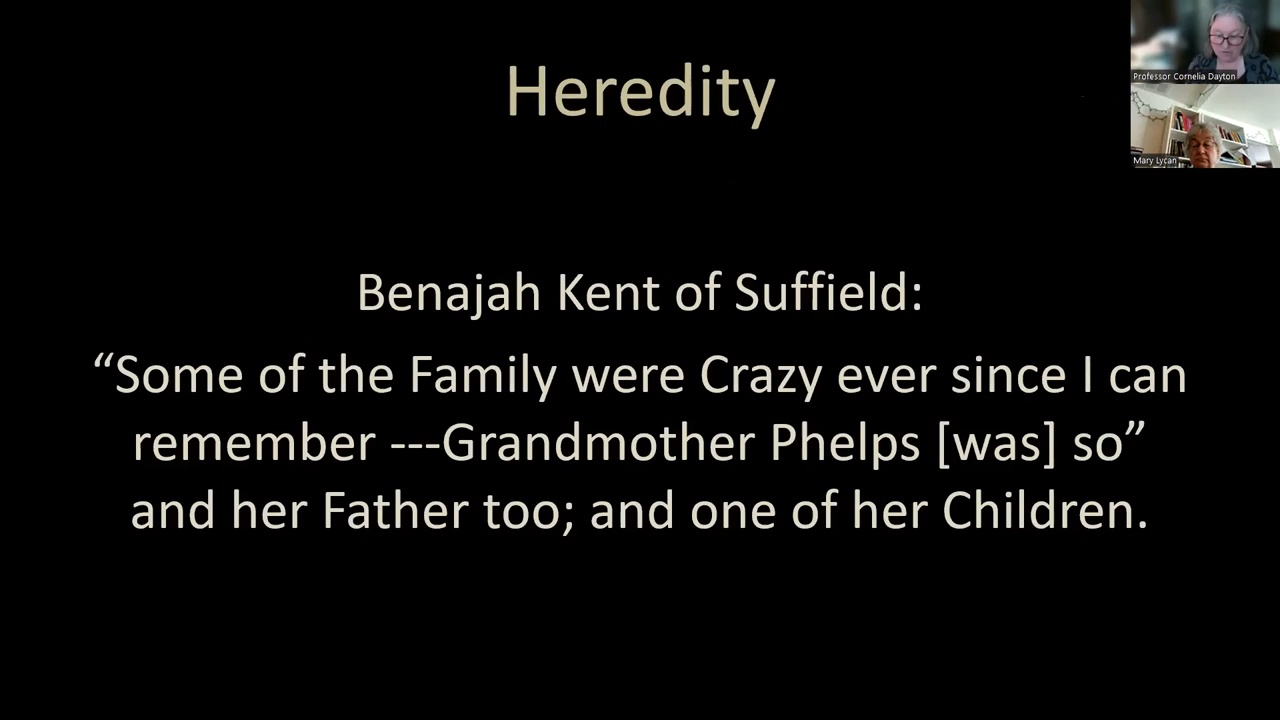 Heredity
Professor Cornelia Dayton
Mary Lycan
Benajah Kent of Suffield:
“Some of the Family were Crazy ever since I can
remember ---Grandmother Phelps [was] so”
and her Father too; and one of her Children.